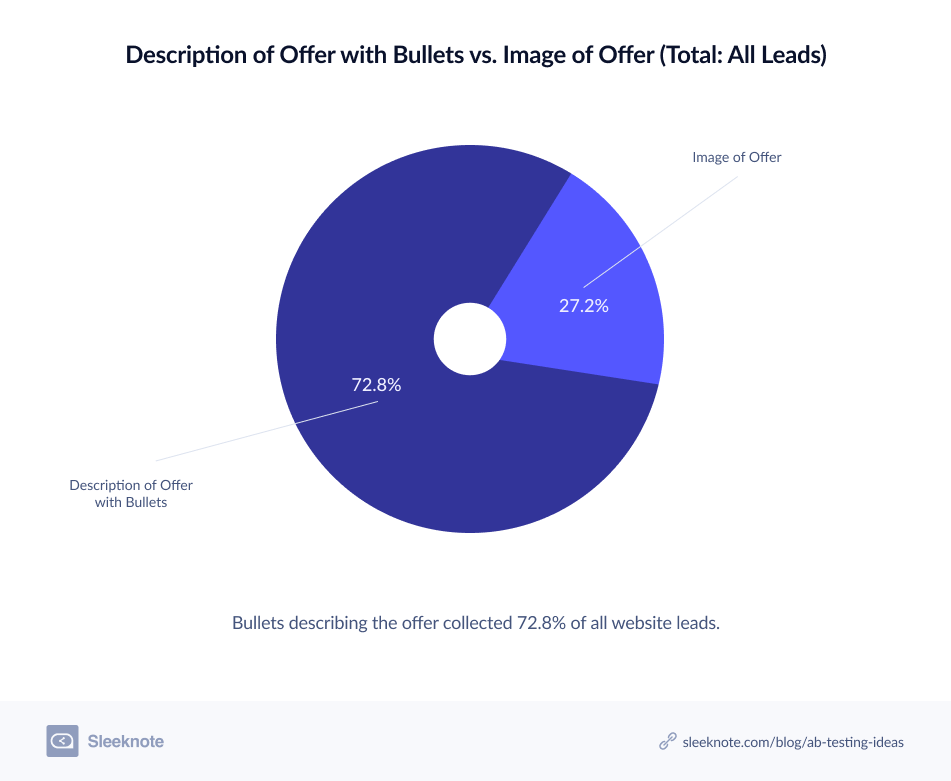 Description of Offer with Bullets vs. Image of Offer (Total: All Leads)
Image of Offer
27.2%
72.8%
Description of Offer
with Bullets
Bullets describing the offer collected 72.8% of all website leads.
Sleeknote
sleeknote.com/blog/ab-testing-ideas